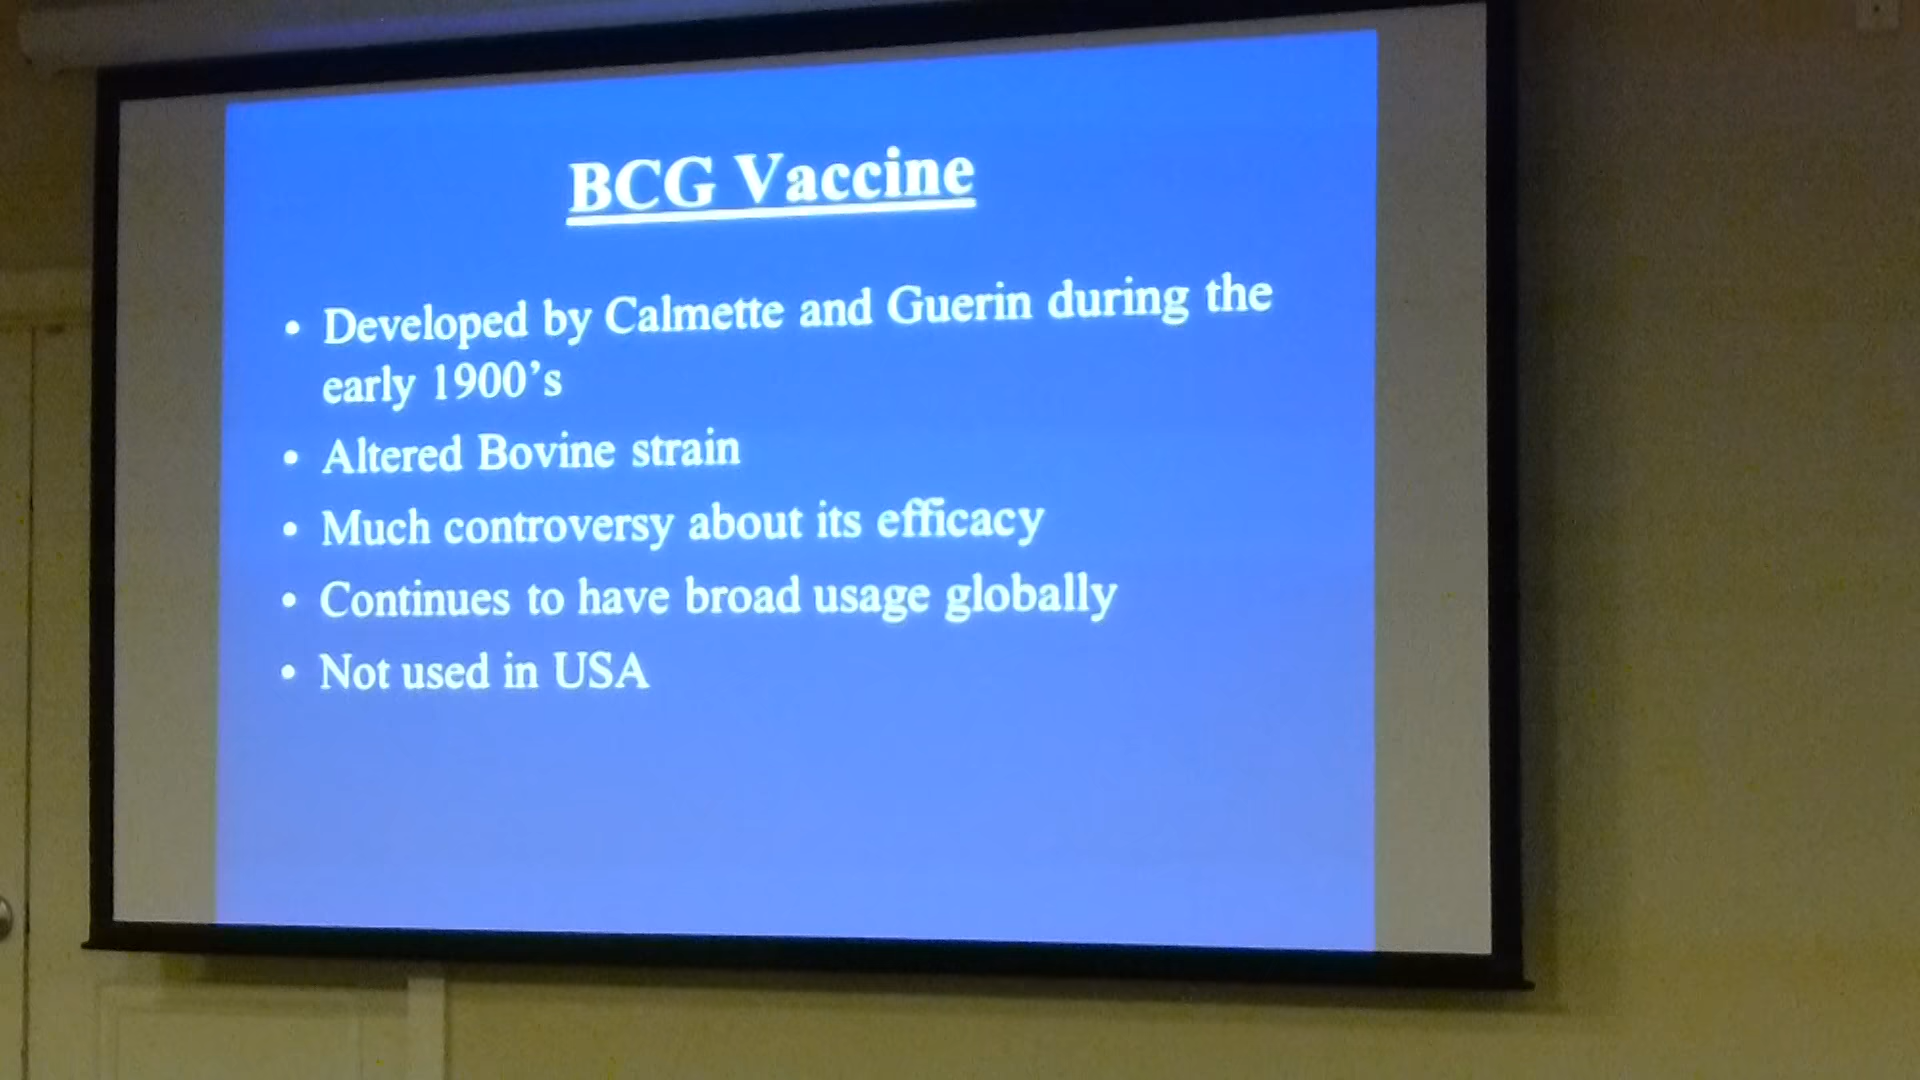 BCG Vaccine
• Developed by Calmette and Guerin during the
early 1900's
• Altered Bovine strain
• Much controversy about its efficacy
• Continues to have broad usage globally
• Not used in USA